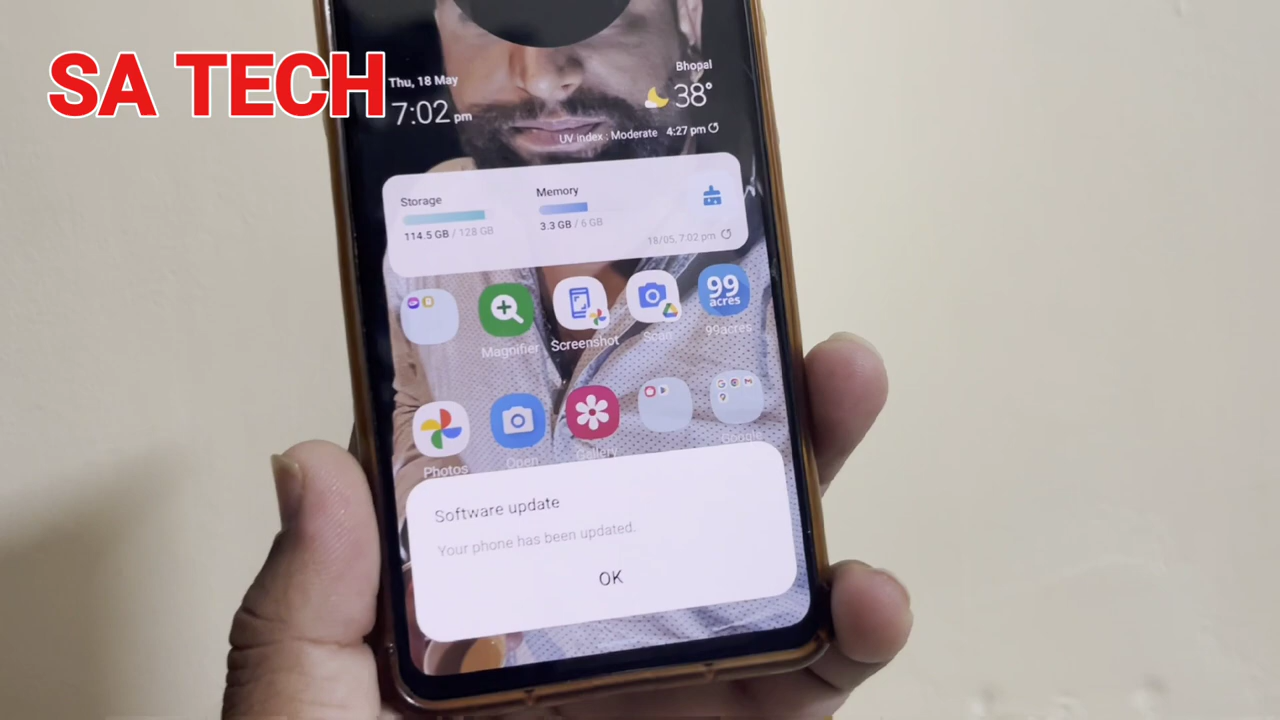 SA TECH
Thu, 18 May
7:02 pm
Bhopal
38°
UV index : Moderate 4:27 pm
Storage
114.5 GB / 128 GB
Memory
3.3 GB / 6 GB
18/05, 7:02 pm
99
acres
Magnifier
Screenshot
Scan
99acres
Photos
Open
Gallery
Google
Software update
Your phone has been updated.
OK